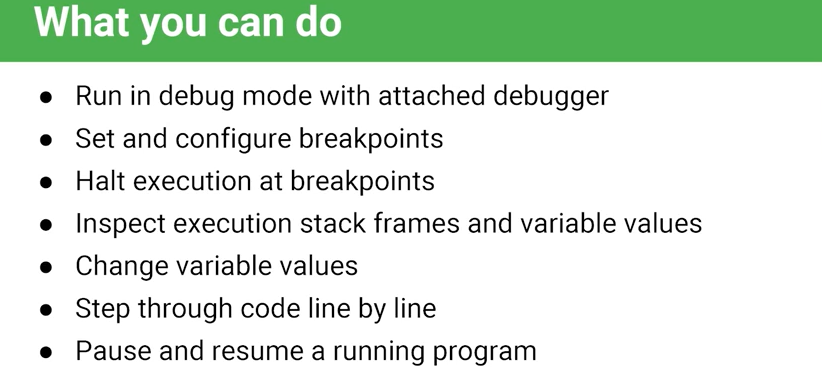 What you can do
● Run in debug mode with attached debugger
● Set and configure breakpoints
● Halt execution at breakpoints
● Inspect execution stack frames and variable values
● Change variable values
● Step through code line by line
● Pause and resume a running program